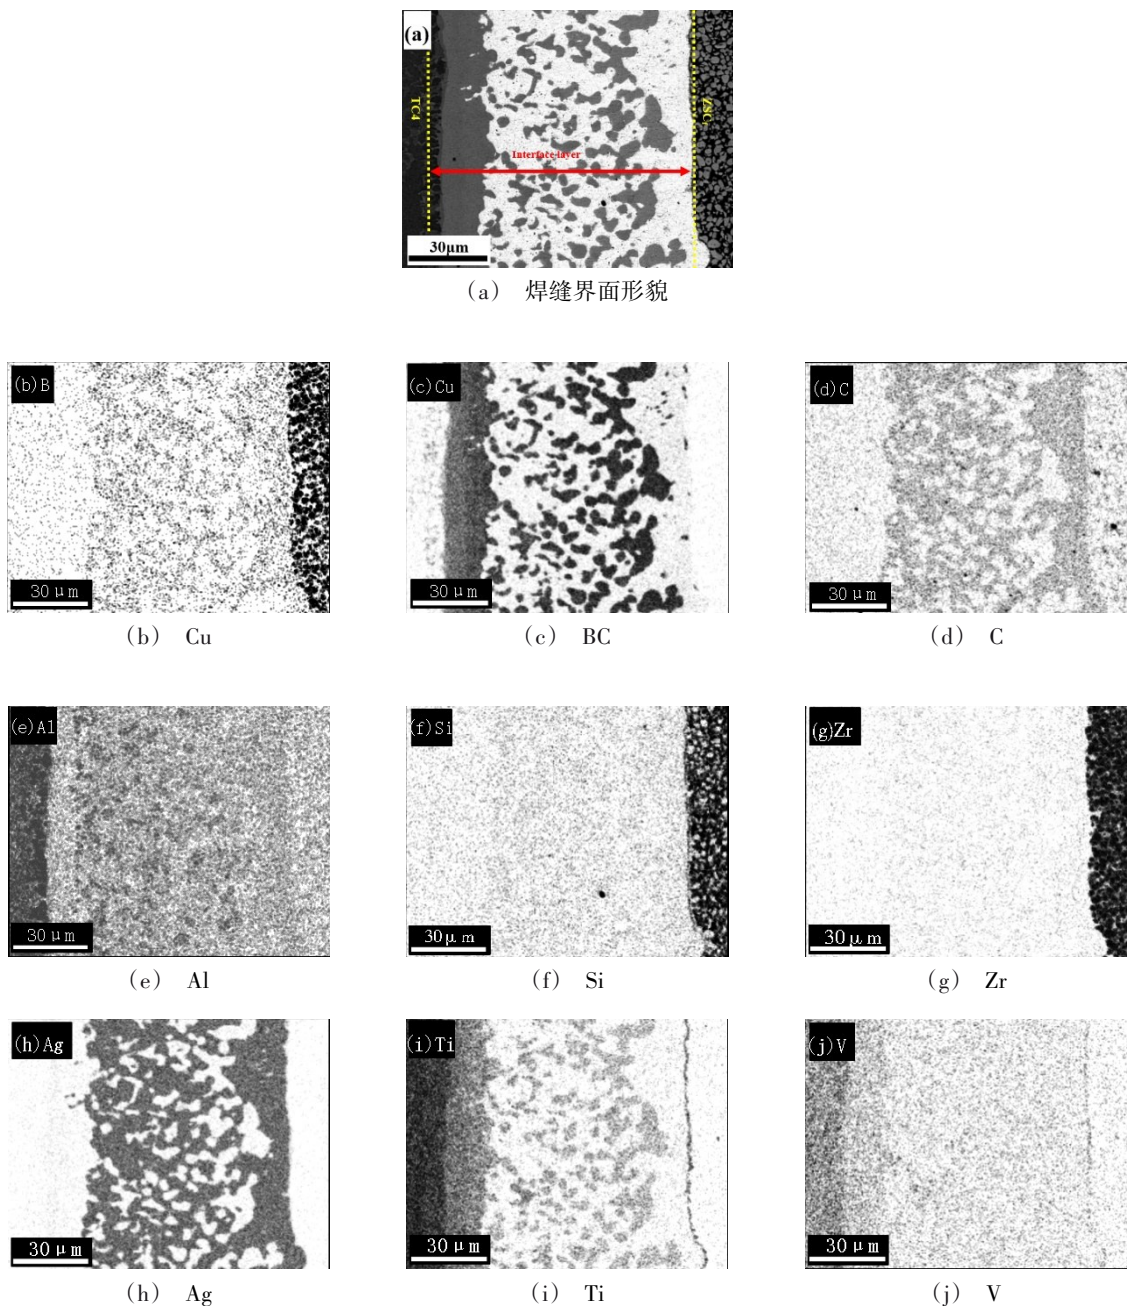 (a)
TC4
ZSC
Interface layer
30μm
(a) 焊缝界面形貌
(b)B
(c)Cu
(d)C
30 μm
30 μm
30 μm
(b) Cu
(c) BC
(d) C
(e)Al
(f)Si
(g)Zr
30 μm
30μm
30 μm
(e) Al
(f) Si
(g) Zr
(h)Ag
(i)Ti
(j)V
30 μm
30 μm
30 μm
(h) Ag
(i) Ti
(j) V